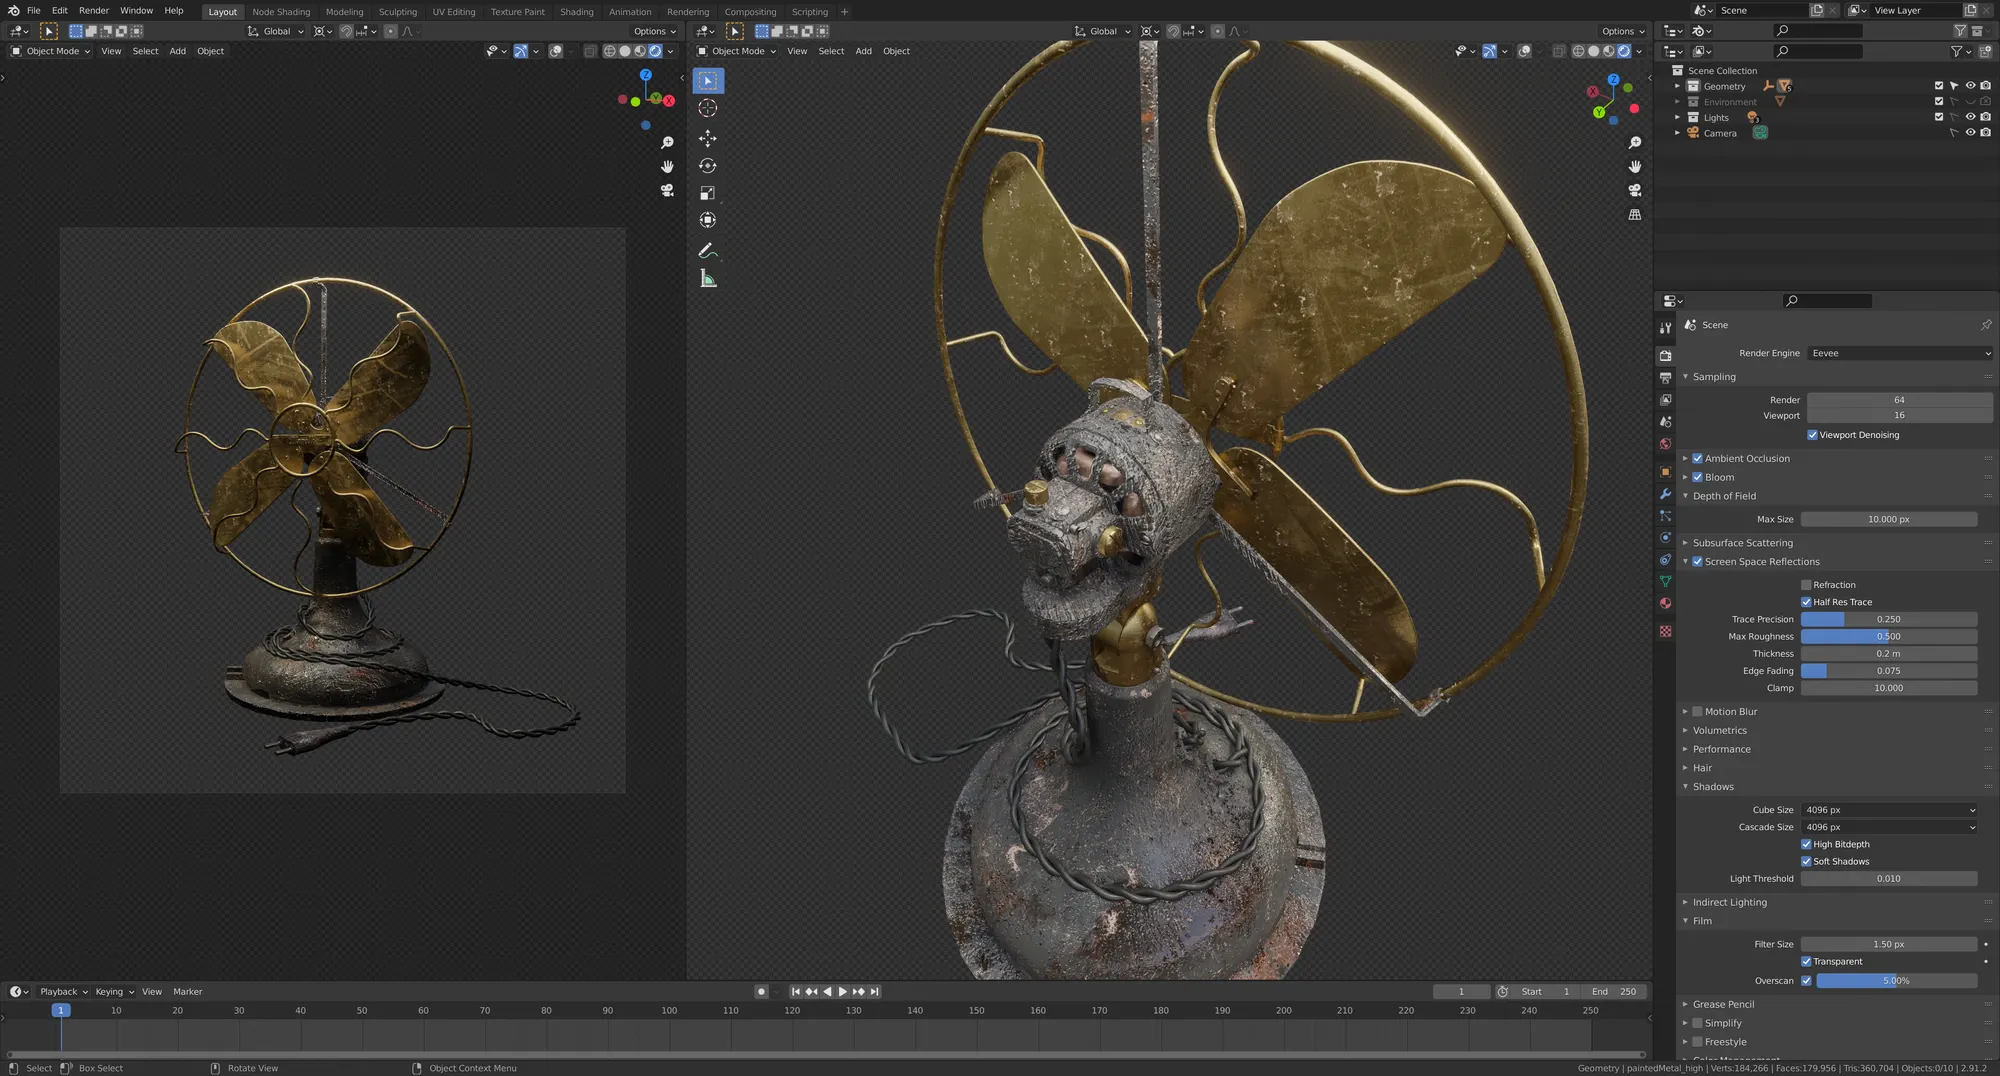 File Edit Render Window Help Layout Node Shading Modeling Sculpting UV Editing Texture Paint Shading Animation Rendering Compositing Scripting + Scene View Layer
Global Options Global Options
Object Mode View Select Add Object Object Mode View Select Add Object
Z
Y X
Z
X
Y
Scene Collection
Geometry 5
Environment
Lights 3
Camera
Scene
Render Engine Eevee
Sampling
Render 64
Viewport 16
Viewport Denoising
Ambient Occlusion
Bloom
Depth of Field
Max Size 10.000 px
Subsurface Scattering
Screen Space Reflections
Refraction
Half Res Trace
Trace Precision 0.250
Max Roughness 0.500
Thickness 0.2 m
Edge Fading 0.075
Clamp 10.000
Motion Blur
Volumetrics
Performance
Hair
Shadows
Cube Size 4096 px
Cascade Size 4096 px
High Bitdepth
Soft Shadows
Light Threshold 0.010
Indirect Lighting
Film
Filter Size 1.50 px
Transparent
Overscan 5.00%
Grease Pencil
Simplify
Freestyle
Color Management
Playback Keying View Marker 1 Start 1 End 250
1 10 20 30 40 50 60 70 80 90 100 110 120 130 140 150 160 170 180 190 200 210 220 230 240 250
Select Box Select Rotate View Object Context Menu Geometry | paintedMetal_high | Verts:184,266 | Faces:179,956 | Tris:360,704 | Objects:0/10 | 2.91.2